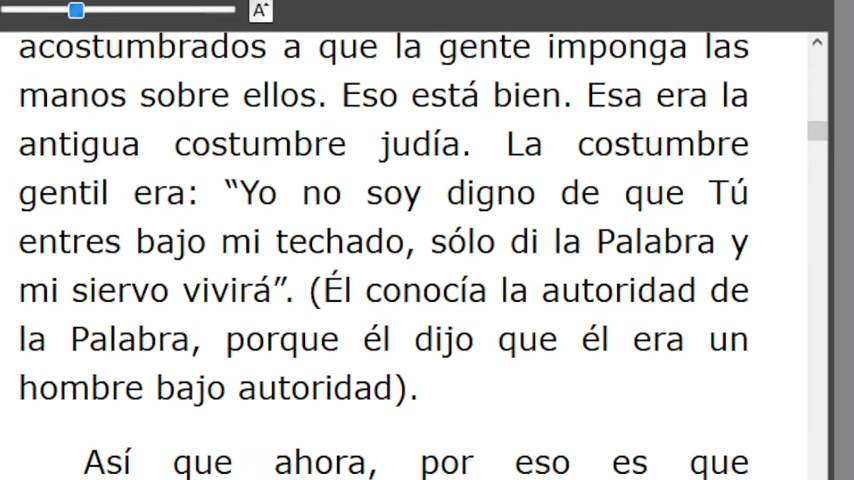 A
acostumbrados a que la gente imponga las
manos sobre ellos. Eso está bien. Esa era la
antigua costumbre judía. La costumbre
gentil era: “Yo no soy digno de que Tú
entres bajo mi techado, sólo di la Palabra y
mi siervo vivirá”. (Él conocía la autoridad de
la Palabra, porque él dijo que él era un
hombre bajo autoridad).
Así que ahora, por eso es que